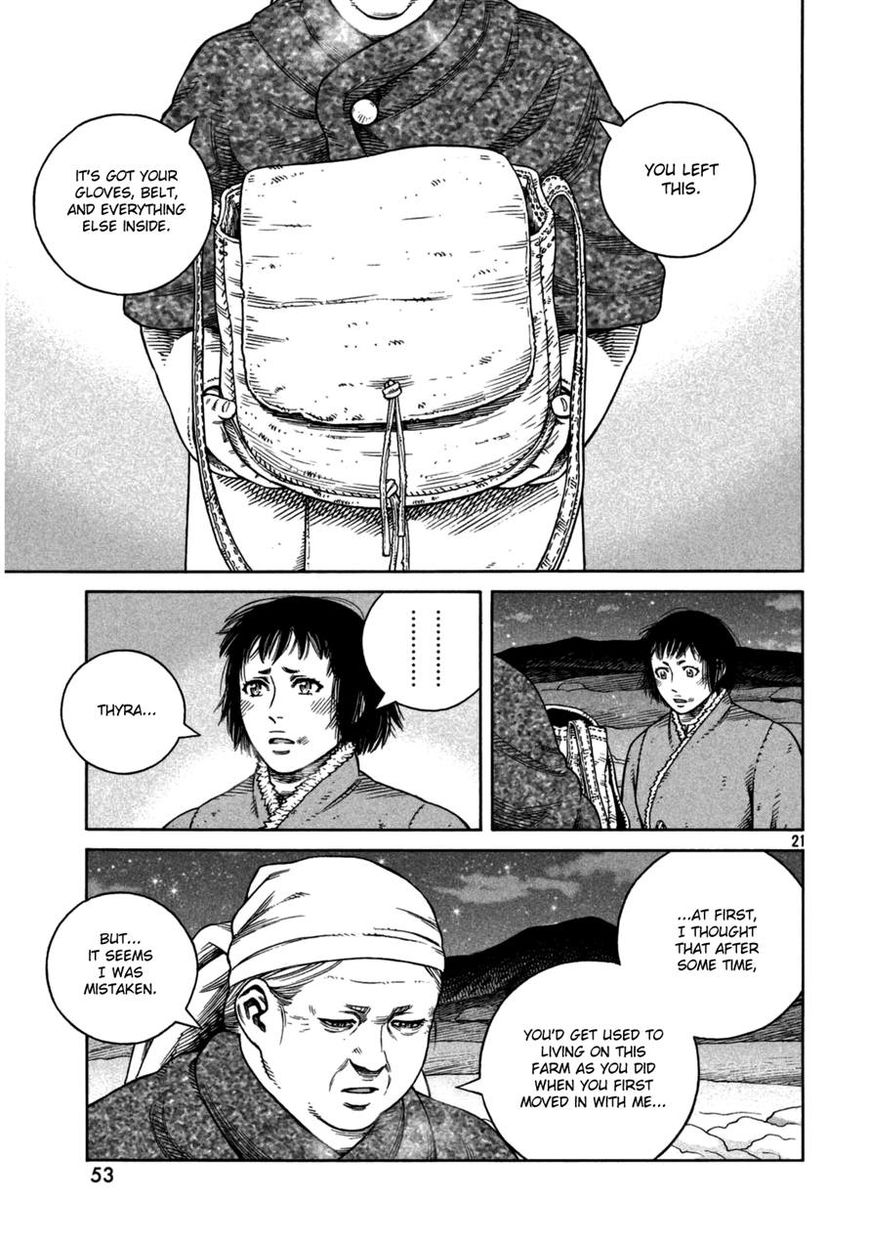 YOU LEFT
THIS.
IT'S GOT YOUR
GLOVES, BELT,
AND EVERYTHING
ELSE INSIDE.
THYRA...
21
...AT FIRST,
I THOUGHT
THAT AFTER
SOME TIME,
YOU'D GET USED TO
LIVING ON THIS
FARM AS YOU DID
WHEN YOU FIRST
MOVED IN WITH ME...
BUT...
IT SEEMS
I WAS
MISTAKEN.
53